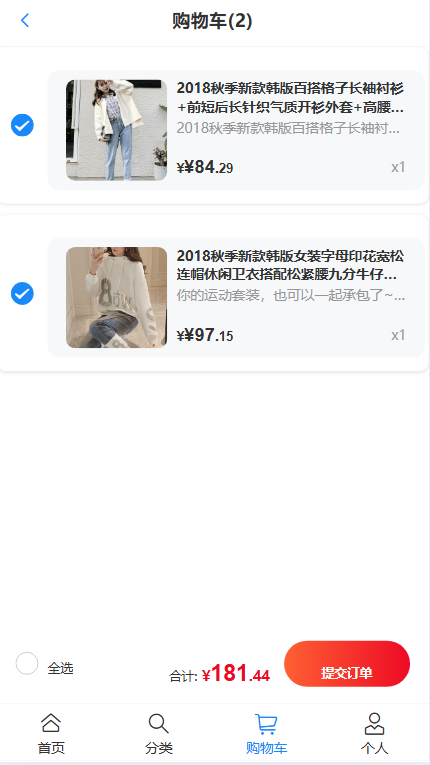 购物车(2)
2018秋季新款韩版百搭格子长袖衬衫
+前短后长针织气质开衫外套+高腰...
2018秋季新款韩版百搭格子长袖衬...
¥¥84.29
x1
2018秋季新款韩版女装字母印花宽松
连帽休闲卫衣搭配松紧腰九分牛仔...
你的运动套装，也可以一起承包了~...
¥¥97.15
x1
全选
合计: ¥181.44
提交订单
首页
分类
购物车
个人